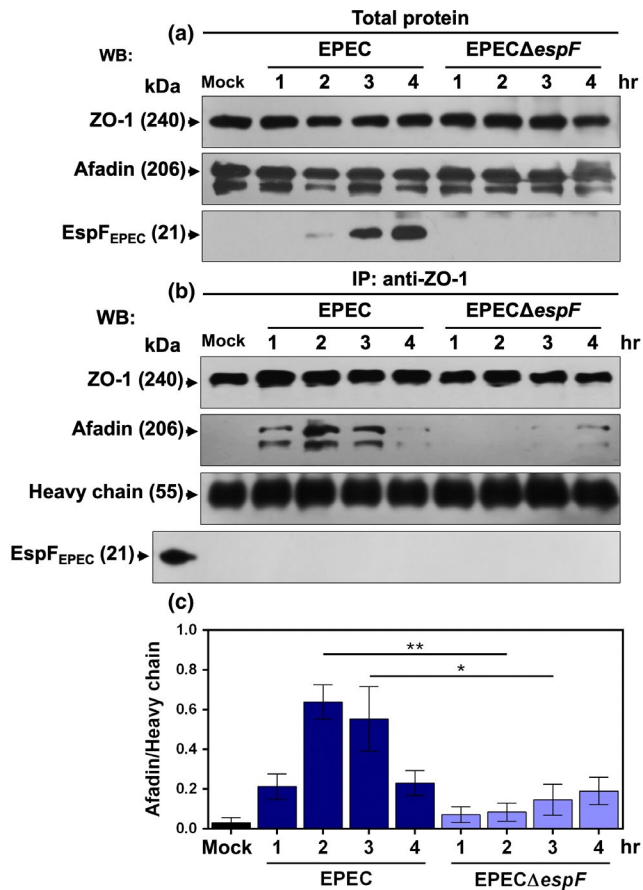 Total protein
(a)
WB: EPEC EPECΔespF
kDa Mock 1 2 3 4 1 2 3 4 hr
ZO-1 (240)
Afadin (206)
EspF EPEC (21)
IP: anti-ZO-1
(b)
WB: EPEC EPECΔespF
kDa Mock 1 2 3 4 1 2 3 4 hr
ZO-1 (240)
Afadin (206)
Heavy chain (55)
EspF EPEC (21)
(c)
Afadin/Heavy chain
1.0
0.8
0.6
0.4
0.2
0.0
**
*
Mock 1 2 3 4 1 2 3 4 hr
EPEC EPECΔespF